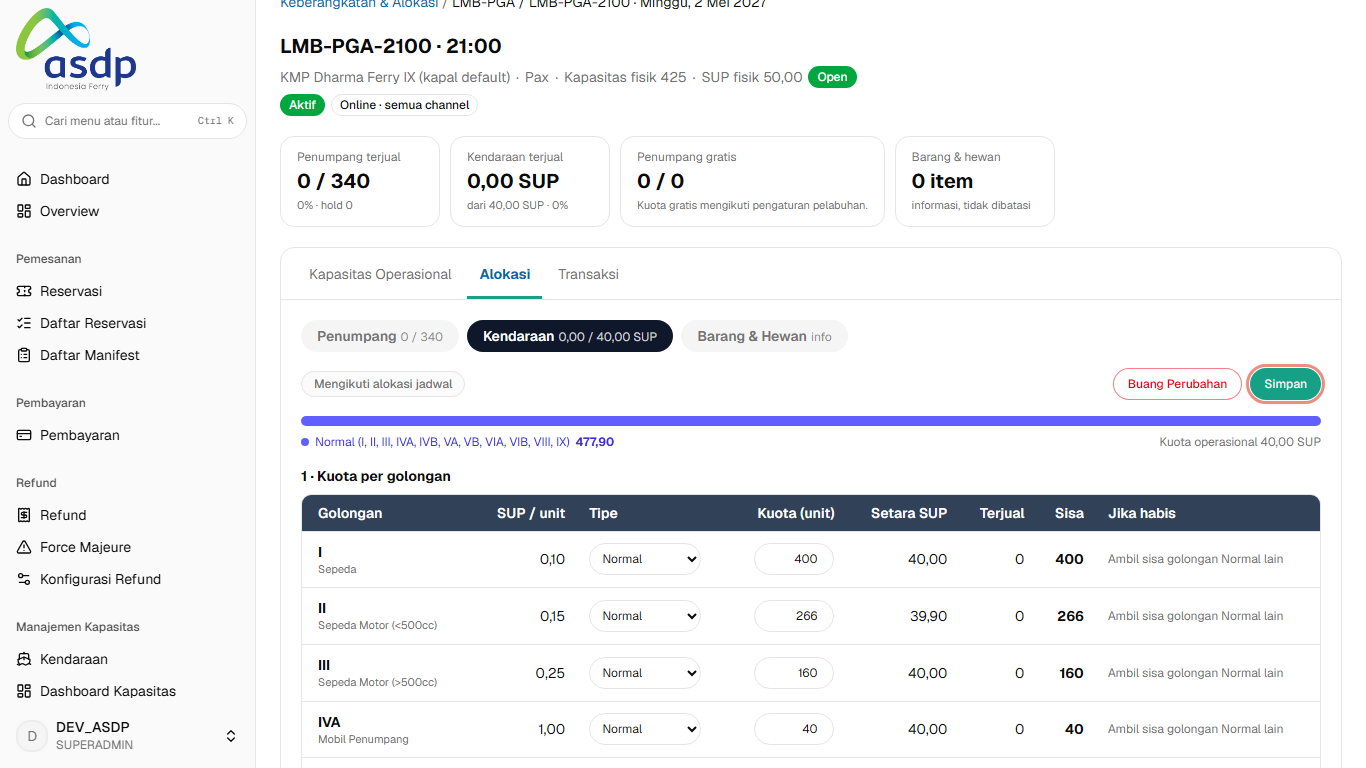 asdp
Indonesia Ferry
Cari menu atau fitur... Ctrl K
Dashboard
Overview
Pemesanan
Reservasi
Daftar Reservasi
Daftar Manifest
Pembayaran
Pembayaran
Refund
Refund
Force Majeure
Konfigurasi Refund
Manajemen Kapasitas
Kendaraan
Dashboard Kapasitas
D
DEV_ASDP
SUPERADMIN
Keberangkatan & Alokasi / LMB-PGA / LMB-PGA-2100 · Minggu, 2 Mei 2027
LMB-PGA-2100 · 21:00
KMP Dharma Ferry IX (kapal default) · Pax · Kapasitas fisik 425 · SUP fisik 50,00 Open
Aktif Online · semua channel
Penumpang terjual
0 / 340
0% · hold 0
Kendaraan terjual
0,00 SUP
dari 40,00 SUP · 0%
Penumpang gratis
0 / 0
Kuota gratis mengikuti pengaturan pelabuhan.
Barang & hewan
0 item
informasi, tidak dibatasi
Kapasitas Operasional Alokasi Transaksi
Penumpang 0 / 340 Kendaraan 0,00 / 40,00 SUP Barang & Hewan info
Mengikuti alokasi jadwal Buang Perubahan Simpan
Normal (I, II, III, IVA, IVB, VA, VB, VIA, VIB, VIII, IX) 477,90 Kuota operasional 40,00 SUP
1 · Kuota per golongan
Golongan SUP / unit Tipe Kuota (unit) Setara SUP Terjual Sisa Jika habis
I
Sepeda
0,10 Normal 400 40,00 0 400 Ambil sisa golongan Normal lain
II
Sepeda Motor (<500cc)
0,15 Normal 266 39,90 0 266 Ambil sisa golongan Normal lain
III
Sepeda Motor (>500cc)
0,25 Normal 160 40,00 0 160 Ambil sisa golongan Normal lain
IVA
Mobil Penumpang
1,00 Normal 40 40,00 0 40 Ambil sisa golongan Normal lain